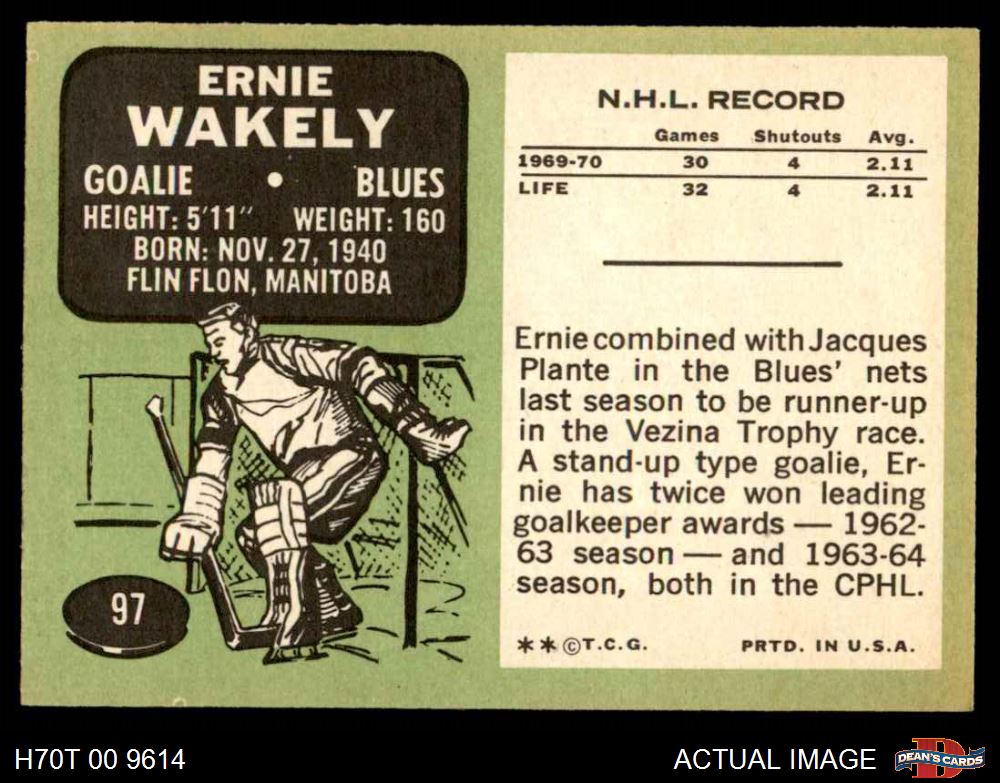 ERNIE
WAKELY
GOALIE • BLUES
HEIGHT: 5'11" WEIGHT: 160
BORN: NOV. 27, 1940
FLIN FLON, MANITOBA
97
N.H.L. RECORD
Games Shutouts Avg.
1969-70 30 4 2.11
LIFE 32 4 2.11
Ernie combined with Jacques
Plante in the Blues' nets
last season to be runner-up
in the Vezina Trophy race.
A stand-up type goalie, Er-
nie has twice won leading
goalkeeper awards — 1962-
63 season — and 1963-64
season, both in the CPHL.
** ©T.C.G. PRTD. IN U.S.A.
H70T 00 9614
ACTUAL IMAGE
D
DEAN'S CARDS